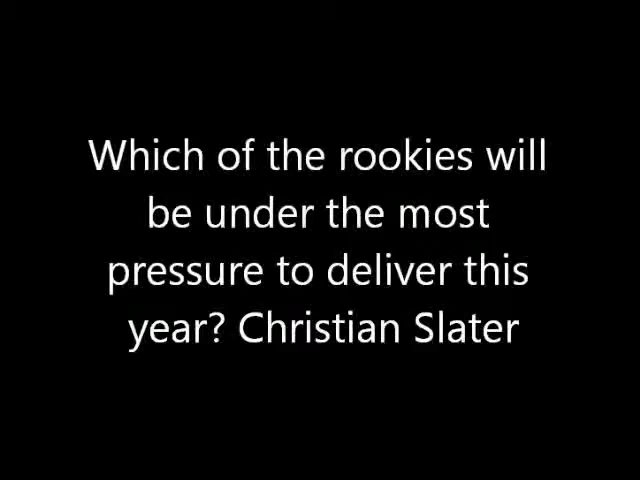 Which of the rookies will
be under the most
pressure to deliver this
year? Christian Slater